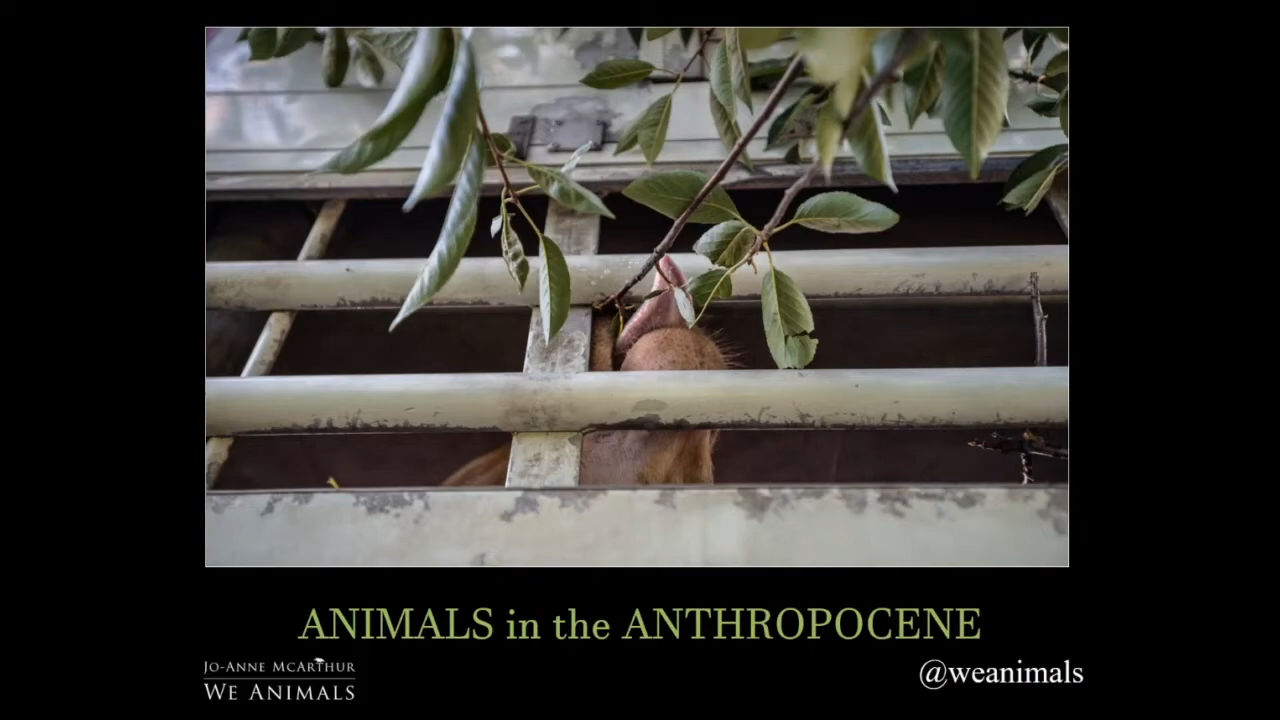 ANIMALS in the ANTHROPOCENE
JO-ANNE MCARTHUR
WE ANIMALS
@weanimals